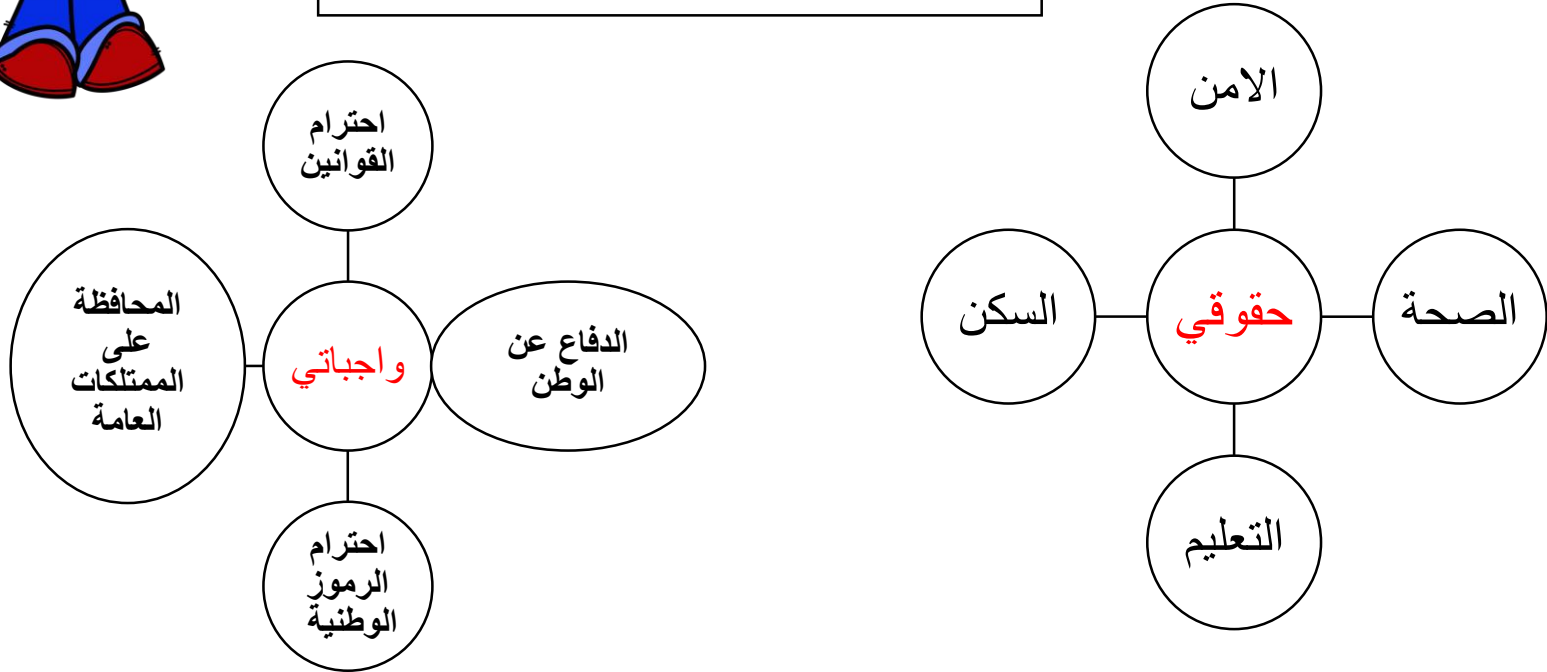 الامن
الصحة
حقوقي
السكن
التعليم
احترام
القوانين
الدفاع عن
الوطن
واجباتي
المحافظة
على
الممتلكات
العامة
احترام
الرموز
الوطنية